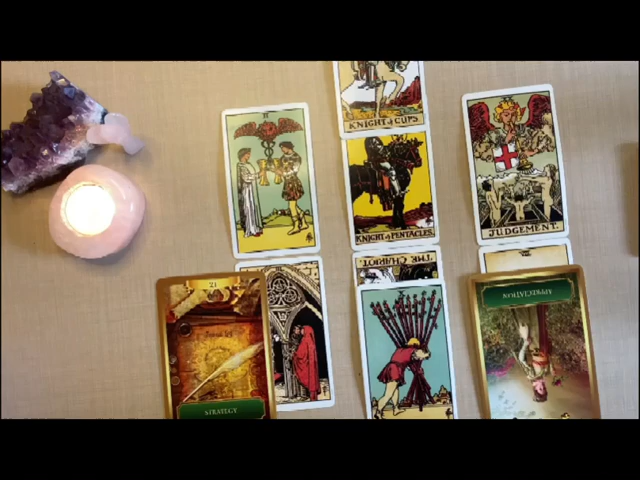 KNIGHT of CUPS.
II
KNIGHT of PENTACLES.
JUDGEMENT.
THE CHARIOT.
21
APPRECIATION
STRATEGY